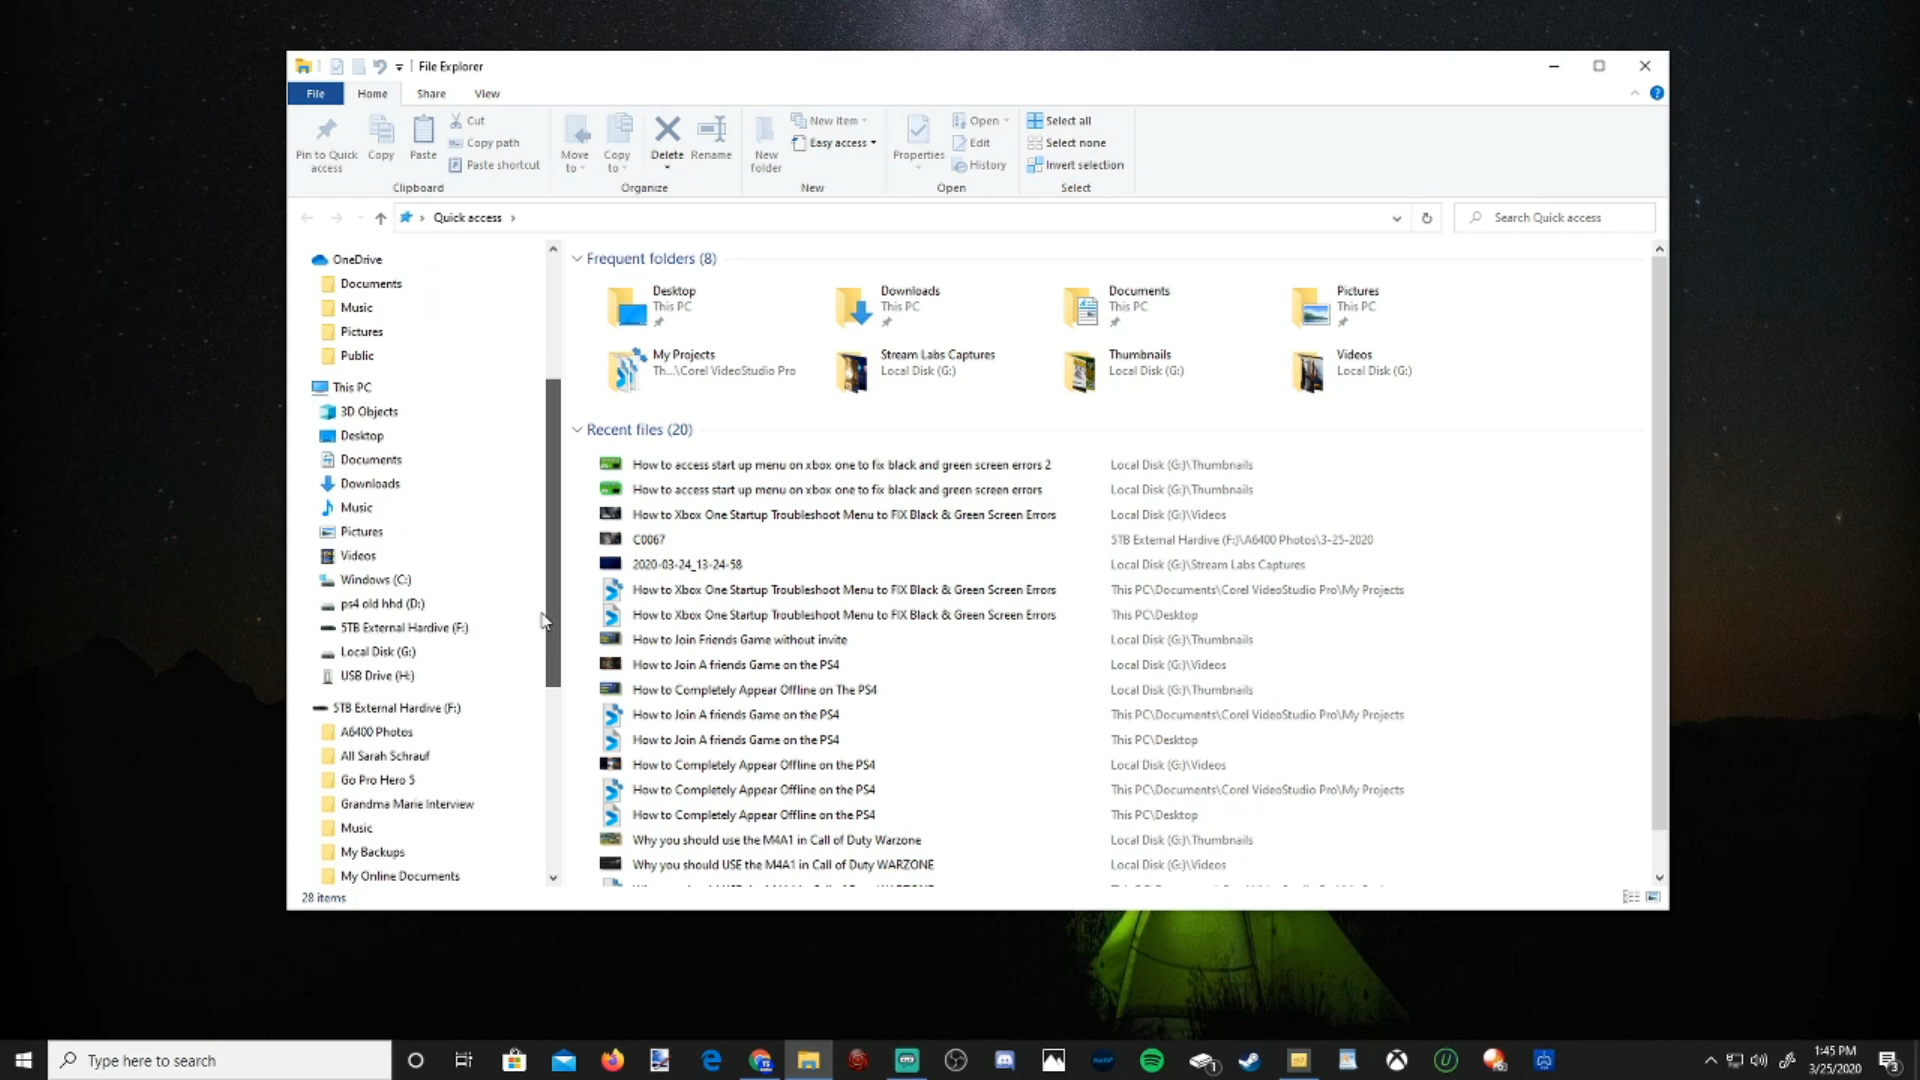 File Explorer
File Home Share View
Pin to Quick access
Copy
Paste
Cut
Copy path
Paste shortcut
Clipboard
Move to
Copy to
Delete
Rename
Organize
New folder
New item
Easy access
New
Properties
Open
Edit
History
Open
Select all
Select none
Invert selection
Select
Quick access
Search Quick access
OneDrive
Documents
Music
Pictures
Public
This PC
3D Objects
Desktop
Documents
Downloads
Music
Pictures
Videos
Windows (C:)
ps4 old hhd (D:)
5TB External Hardive (F:)
Local Disk (G:)
USB Drive (H:)
5TB External Hardive (F:)
A6400 Photos
All Sarah Schrauf
Go Pro Hero 5
Grandma Marie Interview
Music
My Backups
My Online Documents
Frequent folders (8)
Desktop
This PC
Downloads
This PC
Documents
This PC
Pictures
This PC
My Projects
Th...\Corel VideoStudio Pro
Stream Labs Captures
Local Disk (G:)
Thumbnails
Local Disk (G:)
Videos
Local Disk (G:)
Recent files (20)
How to access start up menu on xbox one to fix black and green screen errors 2 Local Disk (G:)\Thumbnails
How to access start up menu on xbox one to fix black and green screen errors Local Disk (G:)\Thumbnails
How to Xbox One Startup Troubleshoot Menu to FIX Black & Green Screen Errors Local Disk (G:)\Videos
C0067 5TB External Hardive (F:)\A6400 Photos\3-25-2020
2020-03-24_13-24-58 Local Disk (G:)\Stream Labs Captures
How to Xbox One Startup Troubleshoot Menu to FIX Black & Green Screen Errors This PC\Documents\Corel VideoStudio Pro\My Projects
How to Xbox One Startup Troubleshoot Menu to FIX Black & Green Screen Errors This PC\Desktop
How to Join Friends Game without invite Local Disk (G:)\Thumbnails
How to Join A friends Game on the PS4 Local Disk (G:)\Videos
How to Completely Appear Offline on The PS4 Local Disk (G:)\Thumbnails
How to Join A friends Game on the PS4 This PC\Documents\Corel VideoStudio Pro\My Projects
How to Join A friends Game on the PS4 This PC\Desktop
How to Completely Appear Offline on the PS4 Local Disk (G:)\Videos
How to Completely Appear Offline on the PS4 This PC\Documents\Corel VideoStudio Pro\My Projects
How to Completely Appear Offline on the PS4 This PC\Desktop
Why you should use the M4A1 in Call of Duty Warzone Local Disk (G:)\Thumbnails
Why you should USE the M4A1 in Call of Duty WARZONE Local Disk (G:)\Videos
28 items
Type here to search
1:45 PM
3/25/2020